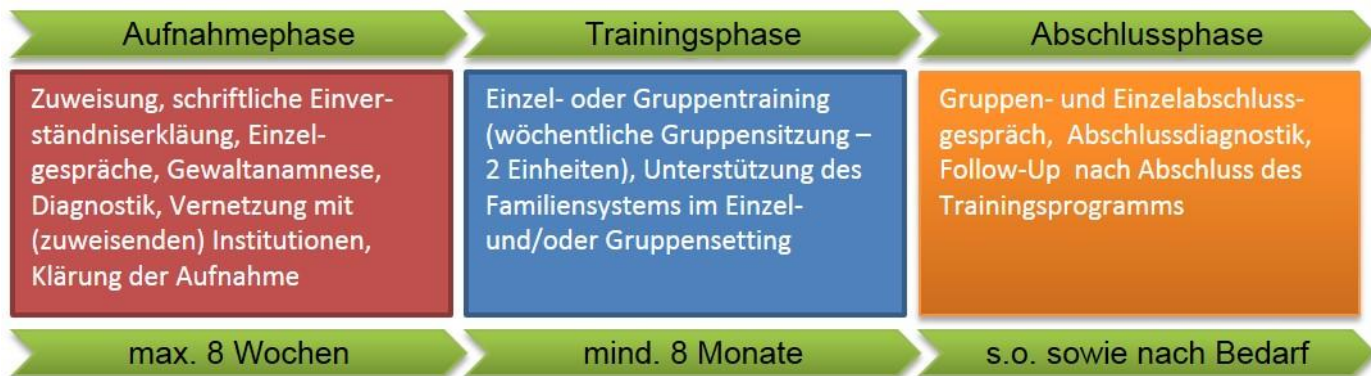 Aufnahmephase
Trainingsphase
Abschlussphase
Zuweisung, schriftliche Einver-
ständniserkläung, Einzel-
gespräche, Gewaltanamnese,
Diagnostik, Vernetzung mit
(zuweisenden) Institutionen,
Klärung der Aufnahme
Einzel- oder Gruppentraining
(wöchentliche Gruppensitzung –
2 Einheiten), Unterstützung des
Familiensystems im Einzel-
und/oder Gruppensetting
Gruppen- und Einzelabschluss-
gespräch, Abschlussdiagnostik,
Follow-Up nach Abschluss des
Trainingsprogramms
max. 8 Wochen
mind. 8 Monate
s.o. sowie nach Bedarf